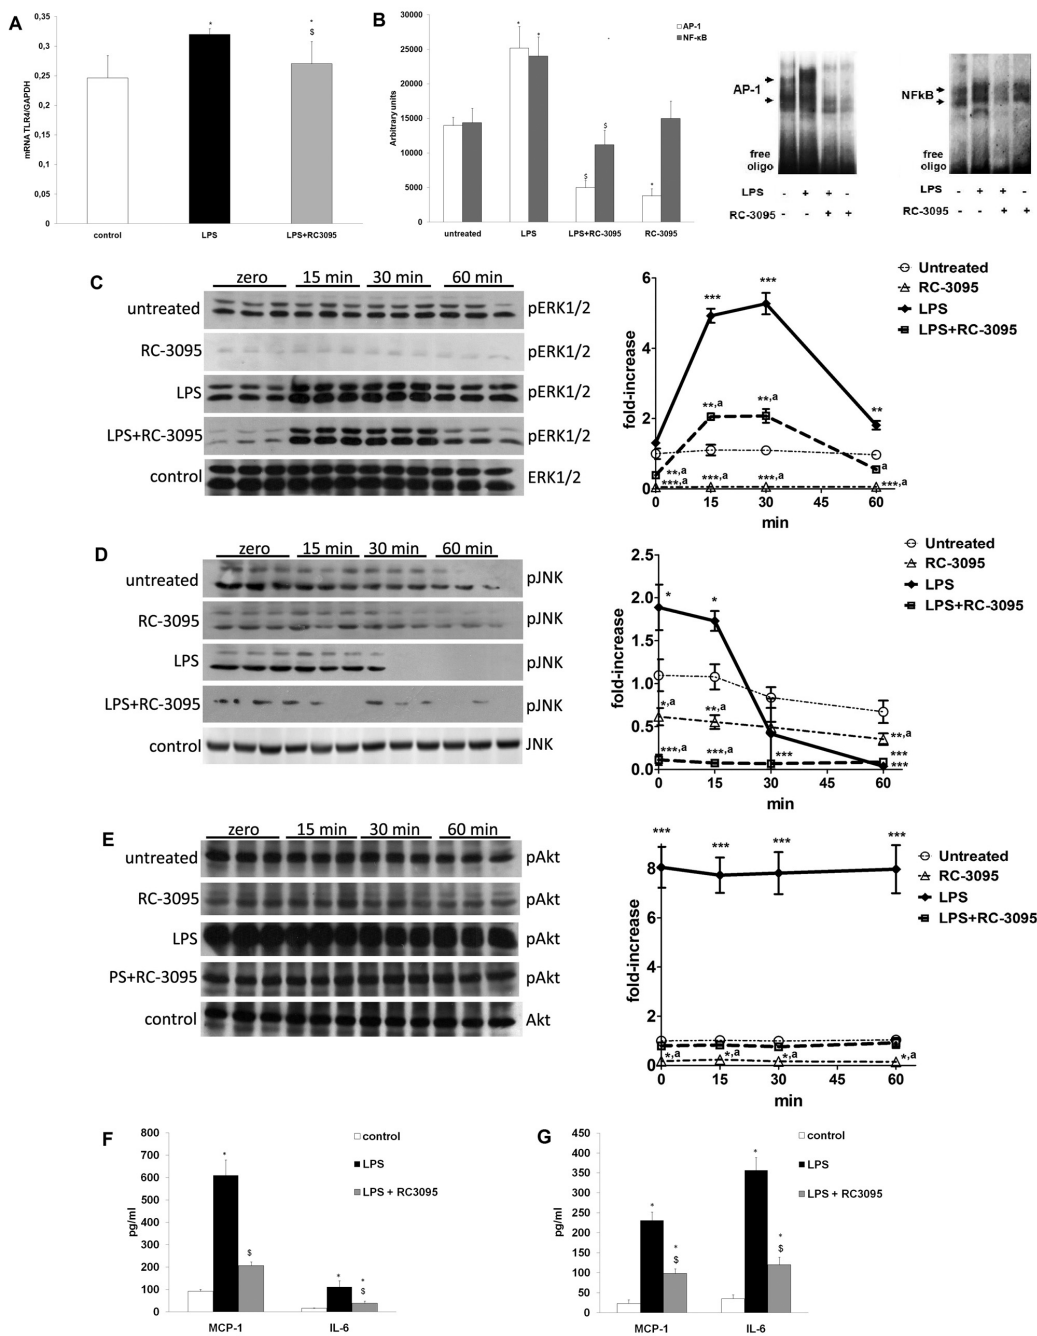 A
mRNA TLR4/GAPDH
0,35
0,3
0,25
0,2
0,15
0,1
0,05
0
*
*
$
control
LPS
LPS+RC3095
B
Arbitrary units
30000
25000
20000
15000
10000
5000
0
AP-1
NF-κB
*
*
$
$
*
untreated
LPS
LPS+RC-3095
RC-3095
AP-1
free
oligo
LPS - + + -
RC-3095 - - + +
NFkB
free
oligo
LPS - + + -
RC-3095 - - + +
C
zero 15 min 30 min 60 min
untreated pERK1/2
RC-3095 pERK1/2
LPS pERK1/2
LPS+RC-3095 pERK1/2
control ERK1/2
fold-increase
6
4
2
0
0 15 30 45 60
min
*** *** **
**,a **,a a
**,a
***,a ***,a ***,a ***,a
Untreated
RC-3095
LPS
LPS+RC-3095
D
zero 15 min 30 min 60 min
untreated pJNK
RC-3095 pJNK
LPS pJNK
LPS+RC-3095 pJNK
control JNK
fold-increase
2.5
2.0
1.5
1.0
0.5
0.0
0 15 30 45 60
min
* *
*,a **,a **,a
***,a ***,a *** ***
***
Untreated
RC-3095
LPS
LPS+RC-3095
E
zero 15 min 30 min 60 min
untreated pAkt
RC-3095 pAkt
LPS pAkt
PS+RC-3095 pAkt
control Akt
fold-increase
8
6
4
2
0
0 15 30 45 60
min
*** *** *** ***
*,a *,a *,a *,a
Untreated
RC-3095
LPS
LPS+RC-3095
F
pg/ml
800
700
600
500
400
300
200
100
0
*
$
*
*
$
MCP-1 IL-6
control
LPS
LPS + RC3095
G
pg/ml
450
400
350
300
250
200
150
100
50
0
*
*
$
*
*
$
MCP-1 IL-6
control
LPS
LPS + RC3095